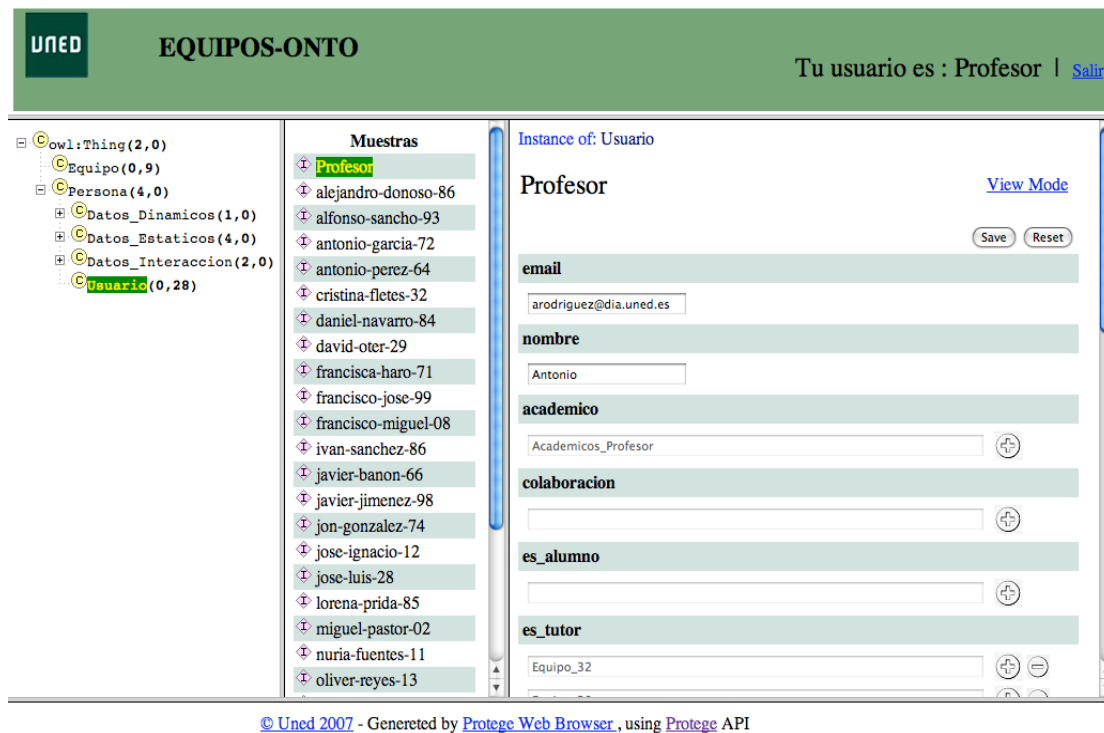 UNED
EQUIPOS-ONTO
Tu usuario es : Profesor | Salir
owl:Thing(2,0)
Equipo(0,9)
Persona(4,0)
Datos_Dinamicos(1,0)
Datos_Estaticos(4,0)
Datos_Interaccion(2,0)
Usuario(0,28)
Muestras
Profesor
alejandro-donoso-86
alfonso-sancho-93
antonio-garcia-72
antonio-perez-64
cristina-fletes-32
daniel-navarro-84
david-oter-29
francisca-haro-71
francisco-jose-99
francisco-miguel-08
ivan-sanchez-86
javier-banon-66
javier-jimenez-98
jon-gonzalez-74
jose-ignacio-12
jose-luis-28
lorena-prida-85
miguel-pastor-02
nuria-fuentes-11
oliver-reyes-13
Instance of: Usuario
Profesor View Mode
Save Reset
email
arodriguez@dia.uned.es
nombre
Antonio
academico
Academicos_Profesor
colaboracion
es_alumno
es_tutor
Equipo_32
© Uned 2007 - Genereted by Protege Web Browser , using Protege API